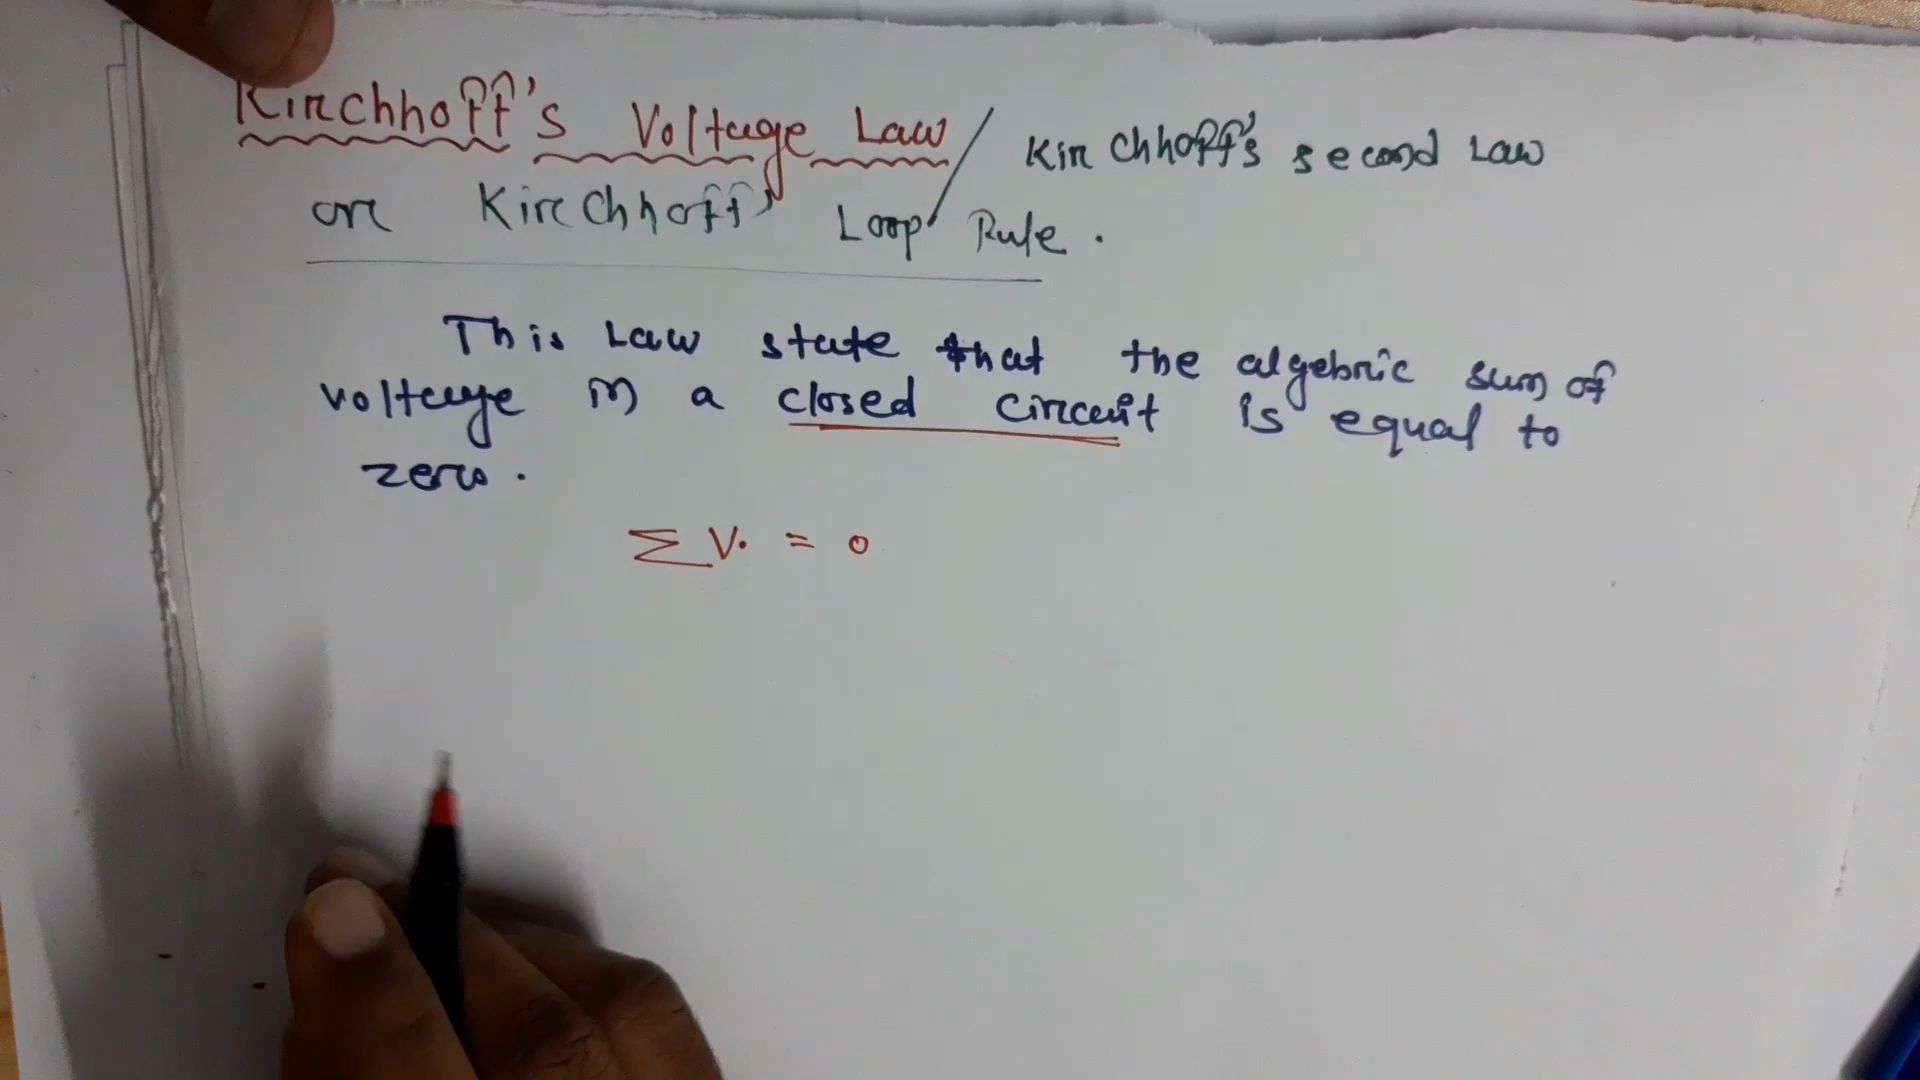 Kirchhoff's Voltage Law / Kirchhoff's second Law
or Kirchhoff's Loop Rule.
This Law state that the algebric sum of
voltage in a closed circuit is equal to
zero.
∑ V. = 0